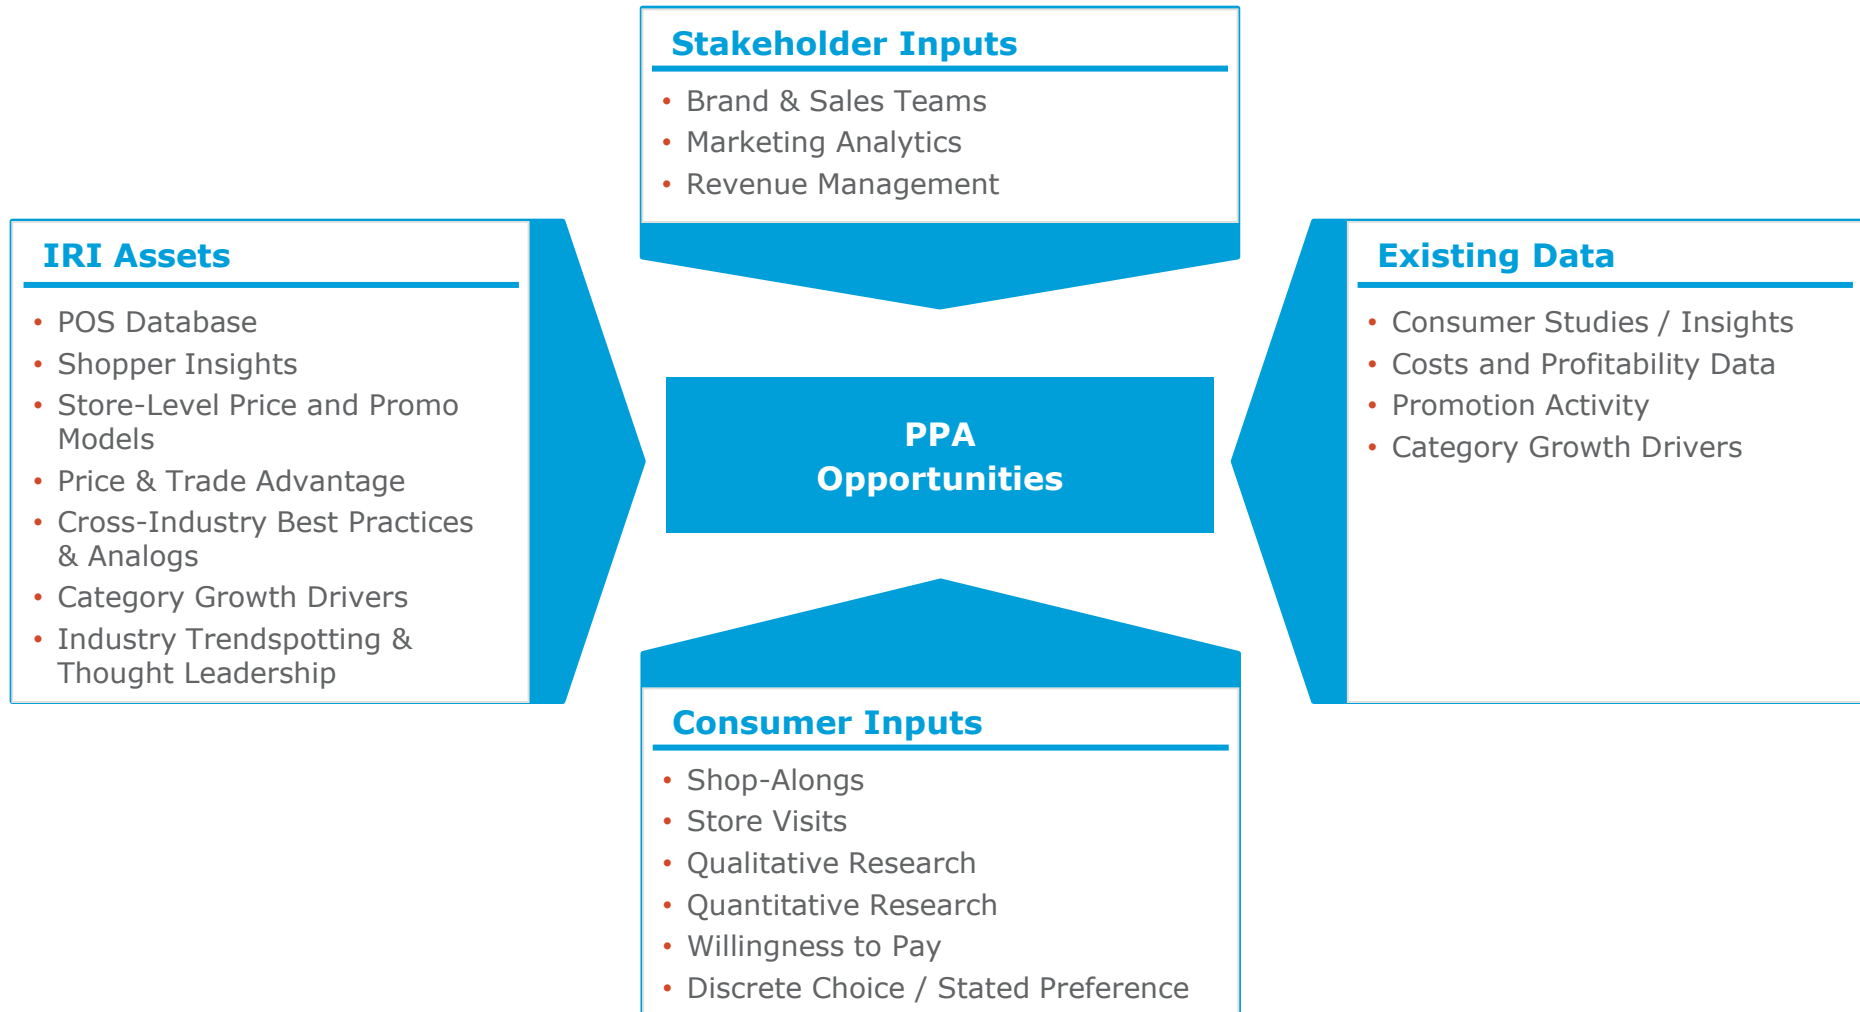 Stakeholder Inputs
• Brand & Sales Teams
• Marketing Analytics
• Revenue Management
IRI Assets
• POS Database
• Shopper Insights
• Store-Level Price and Promo
Models
• Price & Trade Advantage
• Cross-Industry Best Practices
& Analogs
• Category Growth Drivers
• Industry Trendspotting &
Thought Leadership
PPA
Opportunities
Existing Data
• Consumer Studies / Insights
• Costs and Profitability Data
• Promotion Activity
• Category Growth Drivers
Consumer Inputs
• Shop-Alongs
• Store Visits
• Qualitative Research
• Quantitative Research
• Willingness to Pay
• Discrete Choice / Stated Preference